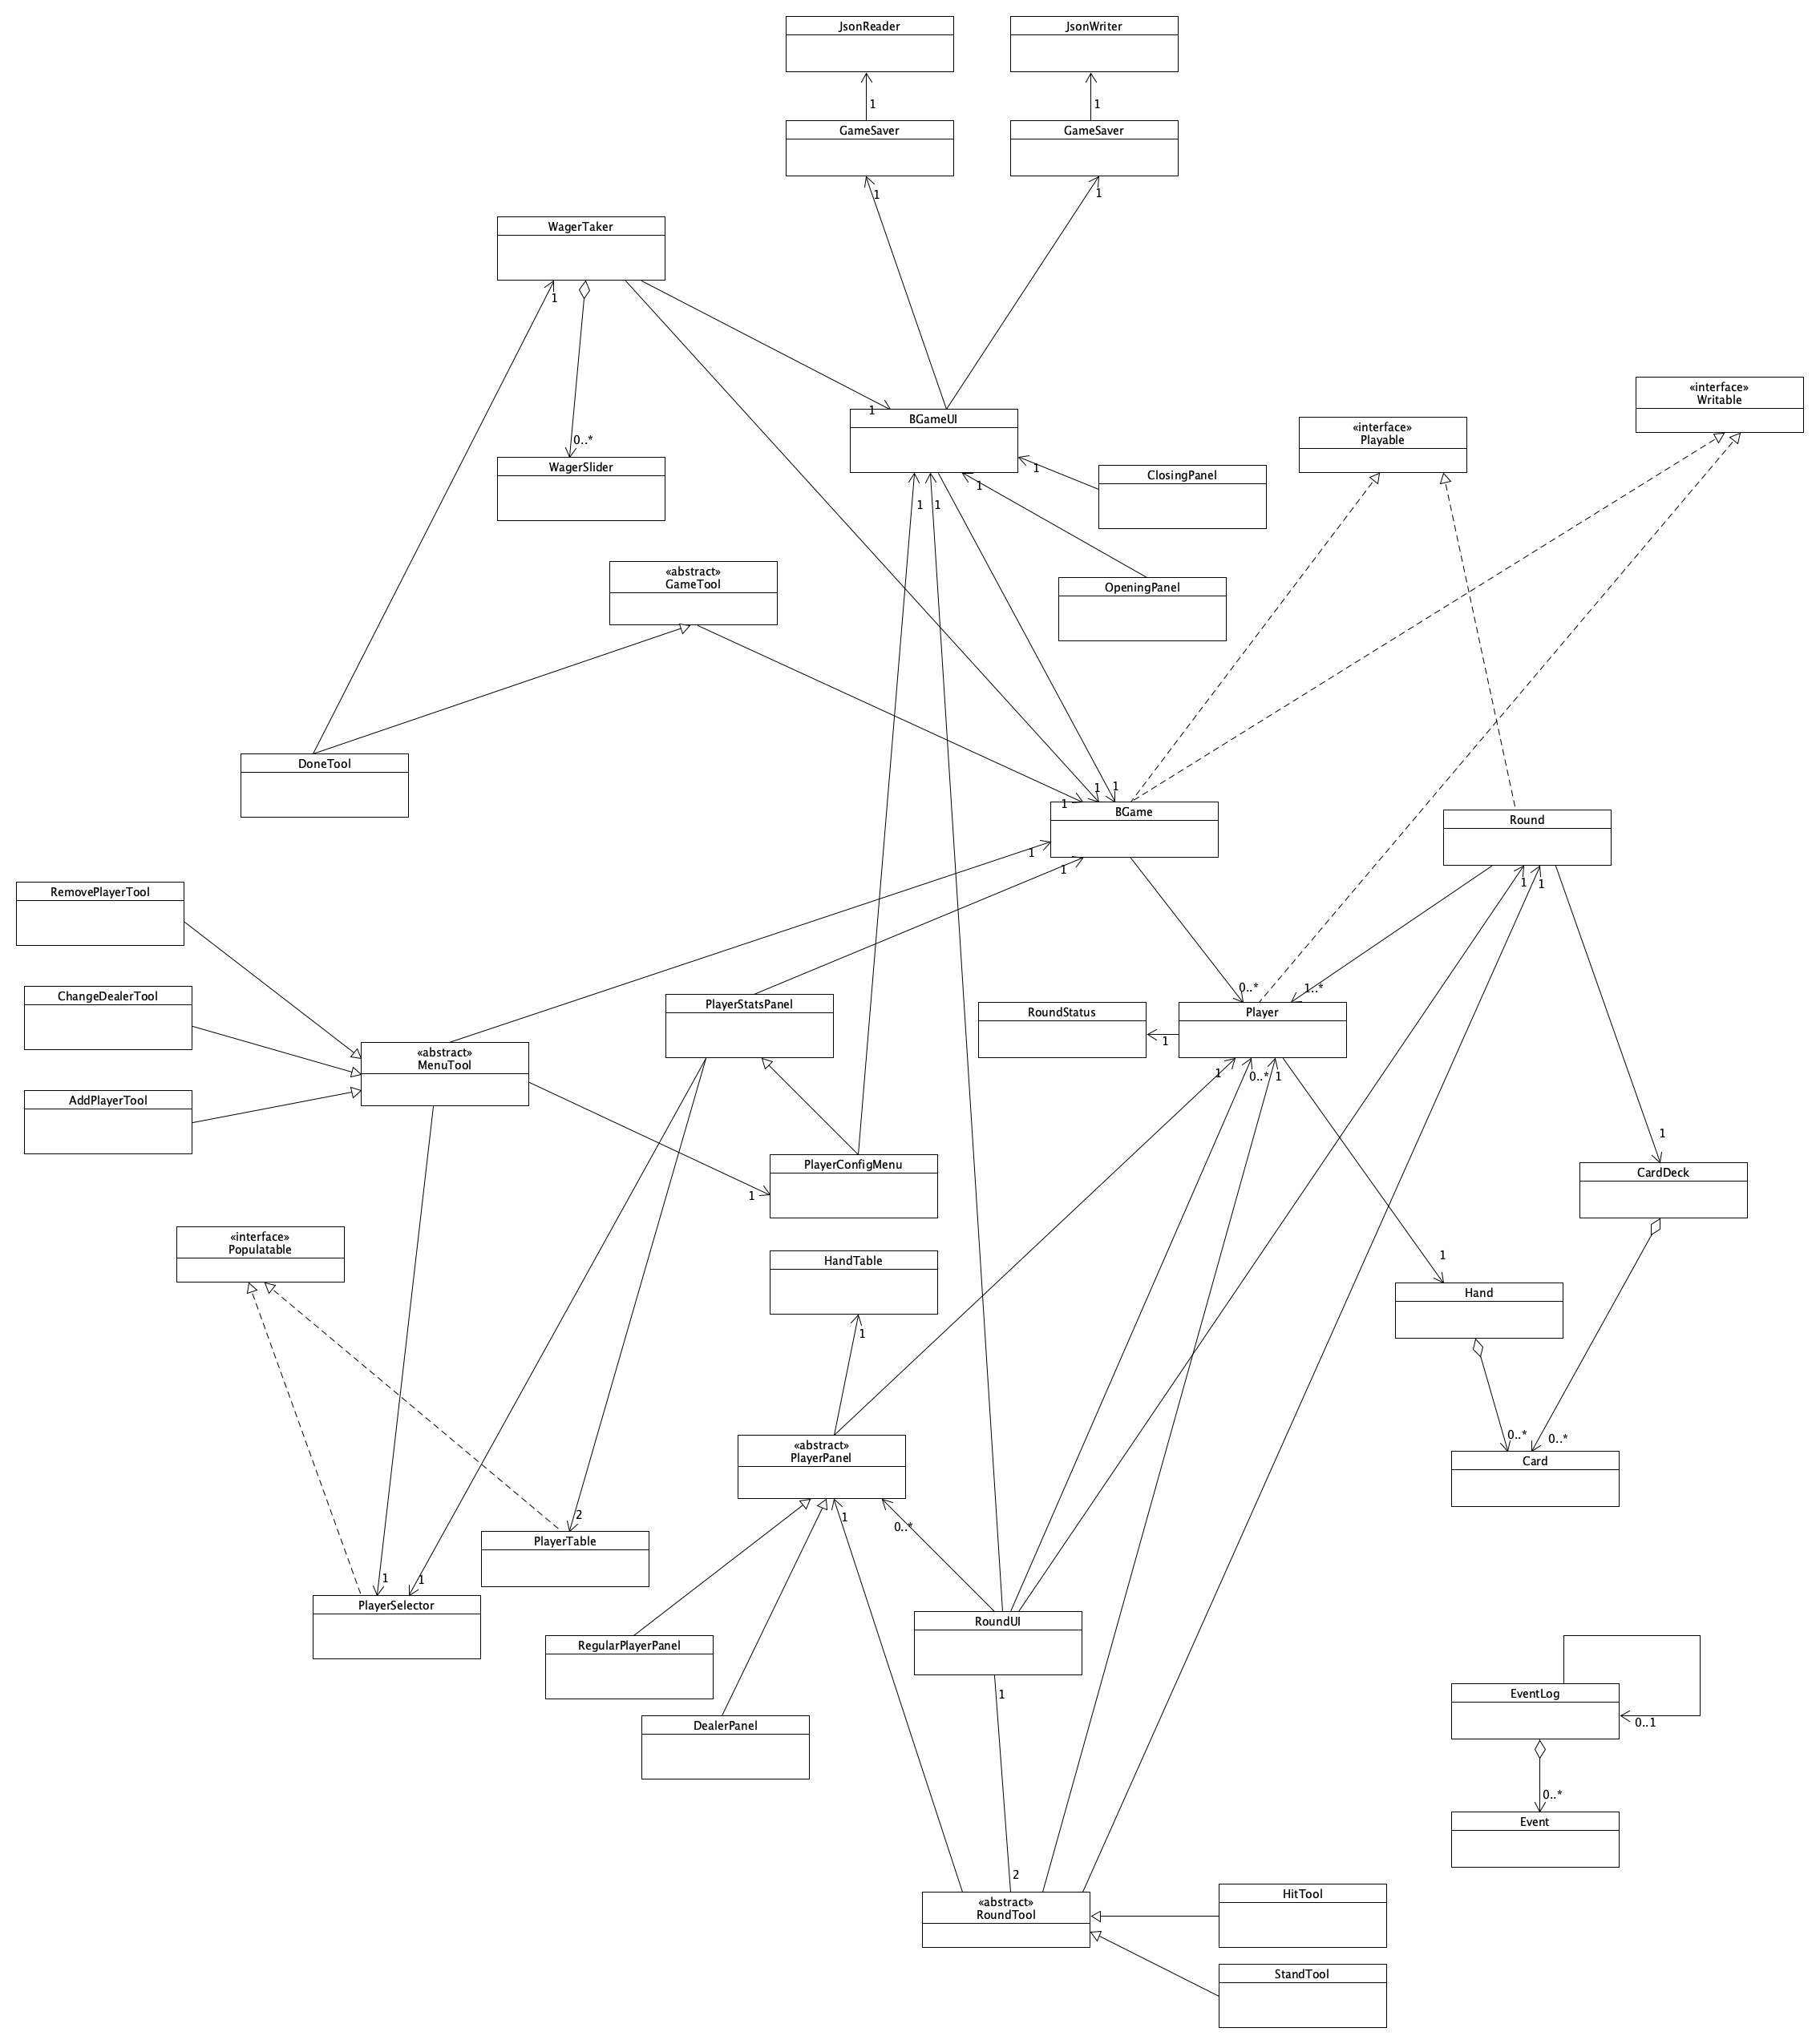 JsonReader
JsonWriter
1
1
GameSaver
GameSaver
1
1
WagerTaker
1
«interface»
Writable
1
BGameUI
«interface»
Playable
0..*
WagerSlider
1
ClosingPanel
1
1
1
«abstract»
GameTool
OpeningPanel
DoneTool
1
1
1
BGame
Round
1
1
1
1
RemovePlayerTool
0..*
1..*
ChangeDealerTool
PlayerStatsPanel
RoundStatus
Player
1
«abstract»
MenuTool
1
0..*
1
AddPlayerTool
1
PlayerConfigMenu
CardDeck
1
«interface»
Populatable
1
HandTable
Hand
1
0..*
0..*
«abstract»
PlayerPanel
Card
2
1
0..*
PlayerTable
1
1
PlayerSelector
RoundUI
RegularPlayerPanel
1
EventLog
0..1
DealerPanel
0..*
Event
2
HitTool
«abstract»
RoundTool
StandTool